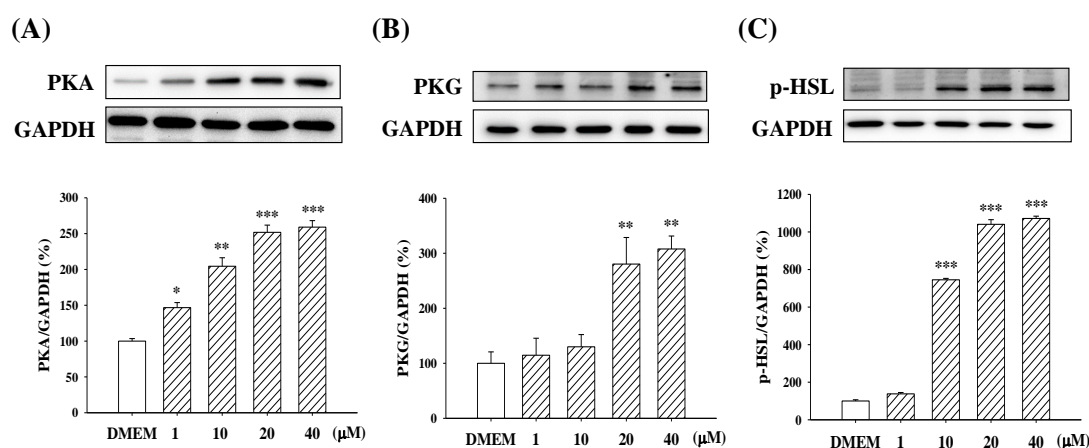 (A)
PKA
GAPDH
PKA/GAPDH (%)
300
250
200
150
100
50
0
*
**
***
***
DMEM 1 10 20 40 (μM)
(B)
PKG
GAPDH
PKG/GAPDH (%)
400
300
200
100
0
**
**
DMEM 1 10 20 40 (μM)
(C)
p-HSL
GAPDH
p-HSL/GAPDH (%)
1200
1000
800
600
400
200
100
0
***
***
***
DMEM 1 10 20 40 (μM)